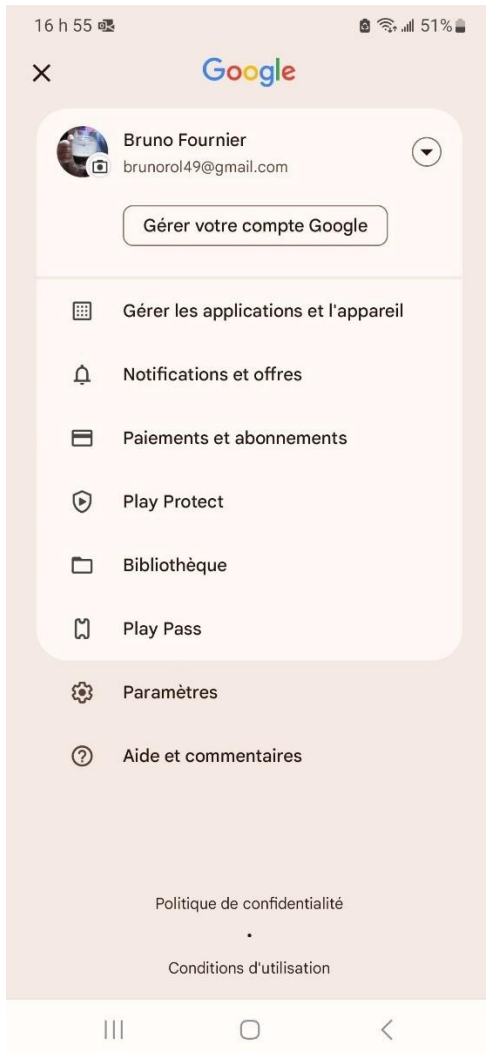 16 h 55 51%
Google
Bruno Fournier
brunorol49@gmail.com
Gérer votre compte Google
Gérer les applications et l'appareil
Notifications et offres
Paiements et abonnements
Play Protect
Bibliothèque
Play Pass
Paramètres
Aide et commentaires
Politique de confidentialité
•
Conditions d'utilisation